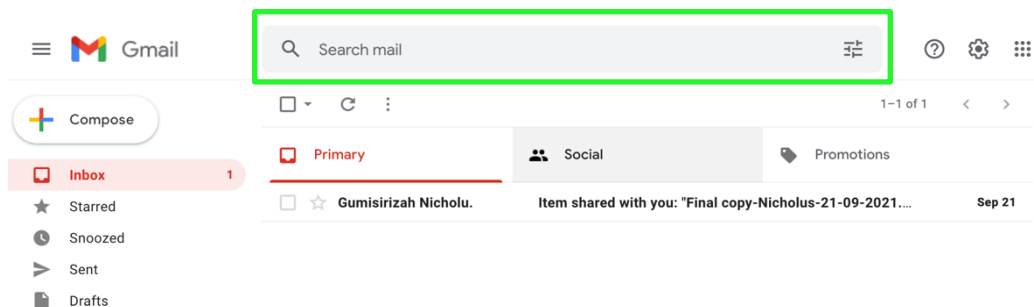 Gmail
Search mail
Compose
1–1 of 1
Primary
Social
Promotions
Inbox 1
Gumisirizah Nicholu. Item shared with you: "Final copy-Nicholus-21-09-2021.... Sep 21
Starred
Snoozed
Sent
Drafts